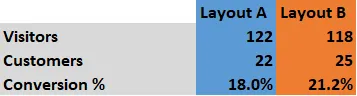 Layout A Layout B
Visitors 122 118
Customers 22 25
Conversion % 18.0% 21.2%